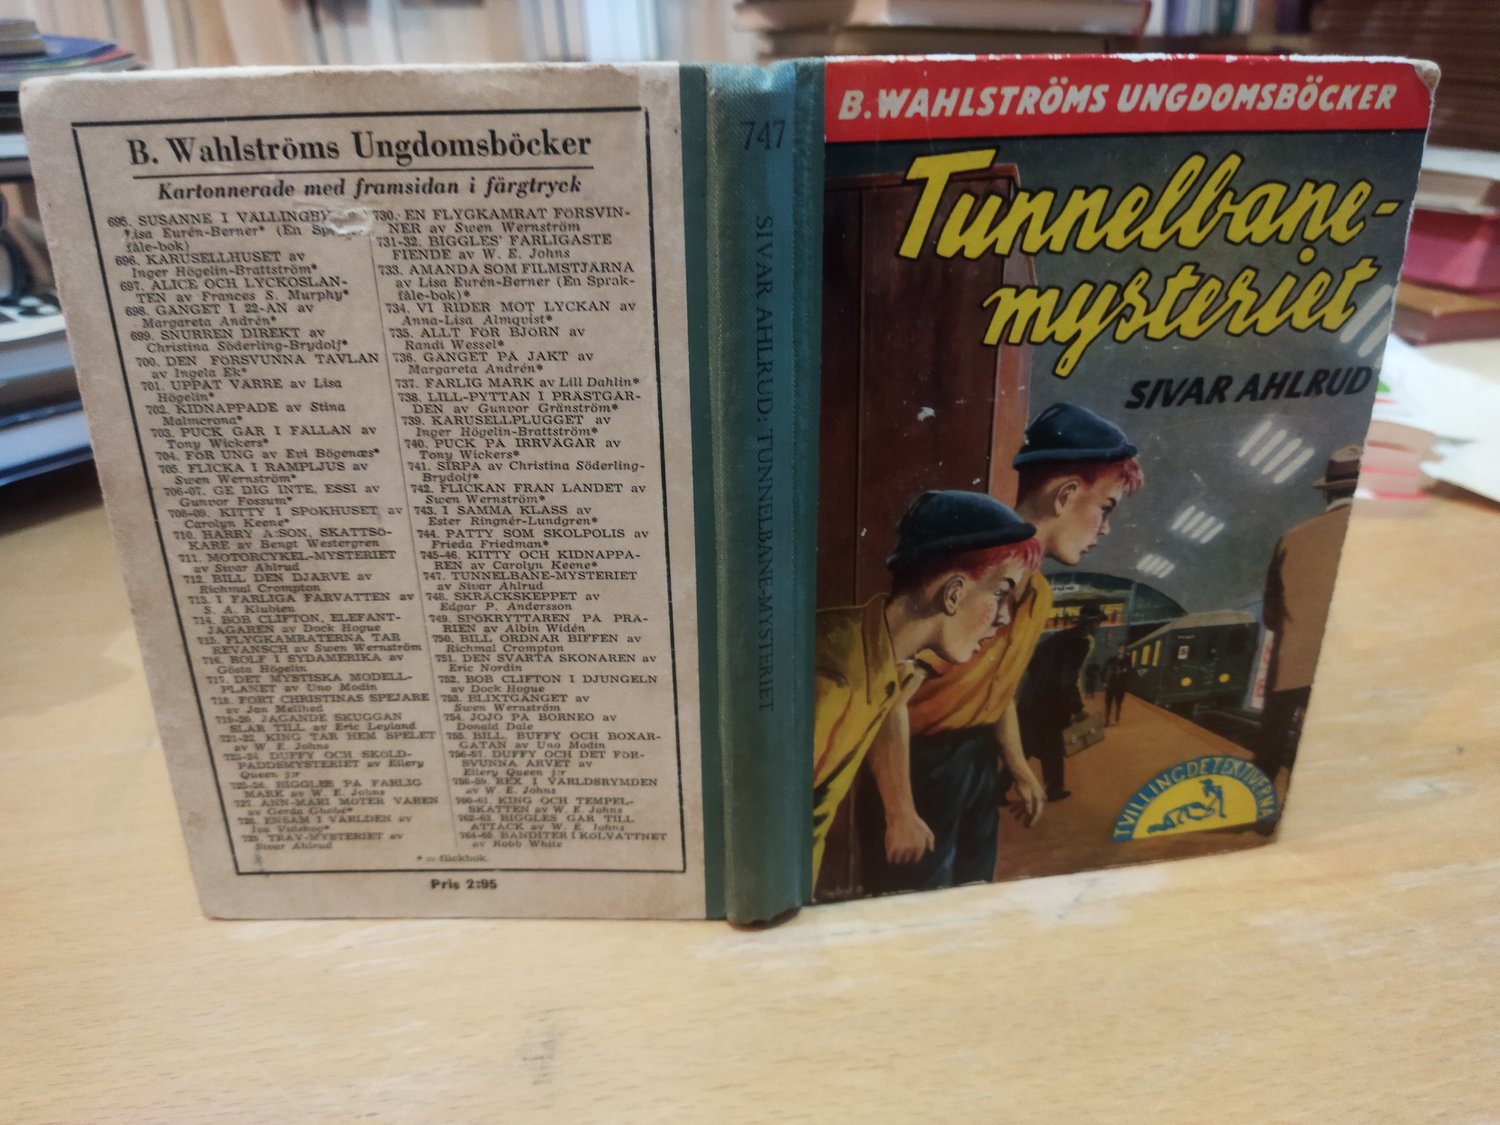 B. Wahlströms Ungdomsböcker
Kartonnerade med framsidan i färgtryck
695. SUSANNE I VÄLLINGBY
Lisa Eurén-Berner* (En Sprak-
fåle-bok)
696. KARUSELLHUSET av
Inger Högelin-Brattström*
697. ALICE OCH LYCKOSLAN-
TEN av Frances S. Murphy*
698. GÄNGET I 22-AN av
Margareta Andrén*
699. SNURREN DIREKT av
Christina Söderling-Brydolf*
700. DEN FÖRSVUNNA TAVLAN
av Ingela Ek*
701. UPPÅT VARRE av Lisa
Högelin*
702. KIDNAPPADE av Stina
Malmcrona*
703. PUCK GÅR I FÄLLAN av
Tony Wickers*
704. FÖR UNG av Evi Bögenæs*
705. FLICKA I RAMPLJUS av
Swen Wernström*
706-07. GE DIG INTE, ESSI av
Gunvor Fossum*
708-09. KITTY I SPÖKHUSET av
Carolyn Keene*
710. HARRY A:SON, SKATTSÖ-
KARE av Bengt Westergren
711. MOTORCYKEL-MYSTERIET
av Sivar Ahlrud
712. BILL DEN DJÄRVE av
Richmal Crompton
713. I FARLIGA FARVATTEN av
S. A. Klubien
714. BOB CLIFTON, ELEFANT-
JÄGAREN av Dock Hogue
715. FLYGKAMRATERNA TAR
REVANSCH av Swen Wernström
716. ROLF I SYDAMERIKA av
Gösta Högelin
717. DET MYSTISKA MODELL-
PLANET av Uno Modin
718. FORT CHRISTINAS SPEJARE
av Jan Mellhed
719-20. JAGANDE SKUGGAN
SLÅR TILL av Eric Leyland
721-22. KING TAR HEM SPELET
av W. E. Johns
723-24. DUFFY OCH SKÖLD-
PADDSMYSTERIET av Ellery
Queen j:r
725-26. BIGGLES PÅ FARLIG
MARK av W. E. Johns
727. ANN-MARI MÖTER VÅREN
av Gerda Ghobé*
728. ENSAM I VÄRLDEN av
729. TRAV-MYSTERIET av
Sivar Ahlrud
730. EN FLYGKAMRAT FÖRSVIN-
NER av Swen Wernström
731-32. BIGGLES' FARLIGASTE
FIENDE av W. E. Johns
733. AMANDA SOM FILMSTJÄRNA
av Lisa Eurén-Berner (En Sprak-
fåle-bok)*
734. VI RIDER MOT LYCKAN av
Anna-Lisa Almqvist*
735. ALLT FÖR BJÖRN av
Randi Wessel*
736. GÄNGET PÅ JAKT av
Margareta Andrén*
737. FARLIG MARK av Lill Dahlin*
738. LILL-PYTTAN I PRÄSTGÅR-
DEN av Gunvor Gränström*
739. KARUSELLPLUGGET av
Inger Högelin-Brattström*
740. PUCK PÅ IRRVÄGAR av
Tony Wickers*
741. SIRPA av Christina Söderling-
Brydolf*
742. FLICKAN FRÅN LANDET av
Swen Wernström*
743. I SAMMA KLASS av
Ester Ringnér-Lundgren*
744. PATTY SOM SKOLPOLIS av
Frieda Friedman*
745-46. KITTY OCH KIDNAPPA-
REN av Carolyn Keene*
747. TUNNELBANE-MYSTERIET
av Sivar Ahlrud
748. SKRÄCKSKEPPET av
Edgar P. Andersson
749. SPÖKRYTTAREN PÅ PRÄ-
RIEN av Albin Widén
750. BILL ORDNAR BIFFEN av
Richmal Crompton
751. DEN SVARTA SKONAREN av
Eric Nordin
752. BOB CLIFTON I DJUNGELN
av Dock Hogue
753. BLIXTGÄNGET av
Swen Wernström
754. JOJO PÅ BORNEO av
Donald Dale
755. BILL, BUFFY OCH BOXAR-
GATAN av Uno Modin
756-57. DUFFY OCH DET FÖR-
SVUNNA ARVET av
Ellery Queen j:r
758-59. REX I VÄRLDSRYMDEN
av W. E. Johns
760-61. KING OCH TEMPEL-
SKATTEN av W. E. Johns
762-63. BIGGLES GÅR TILL
ATTACK av W. E. Johns
764-65. BANDITER I KÖLVATTNET
av Robb White
* = flickbok.
Pris 2:95
747
SIVAR AHLRUD: TUNNELBANE-MYSTERIET
B. WAHLSTRÖMS UNGDOMSBÖCKER
Tunnelbane-
mysteriet
SIVAR AHLRUD
TVILLINGDETEKTIVERNA